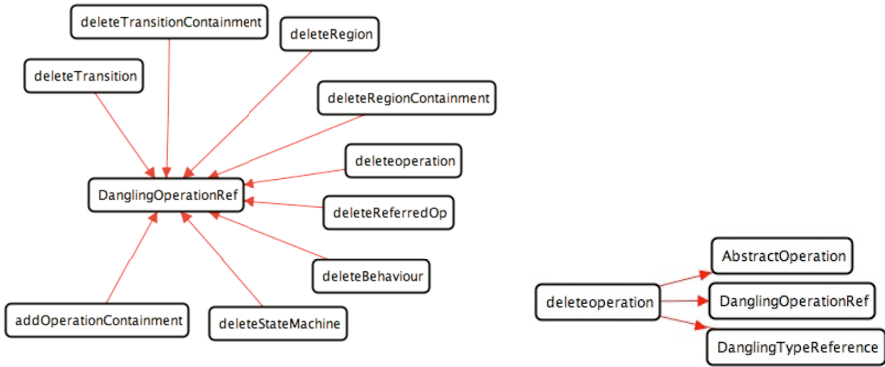 deleteTransitionContainment
deleteRegion
deleteTransition
deleteRegionContainment
deleteoperation
DanglingOperationRef
deleteReferredOp
deleteBehaviour
addOperationContainment
deleteStateMachine
AbstractOperation
deleteoperation
DanglingOperationRef
DanglingTypeReference